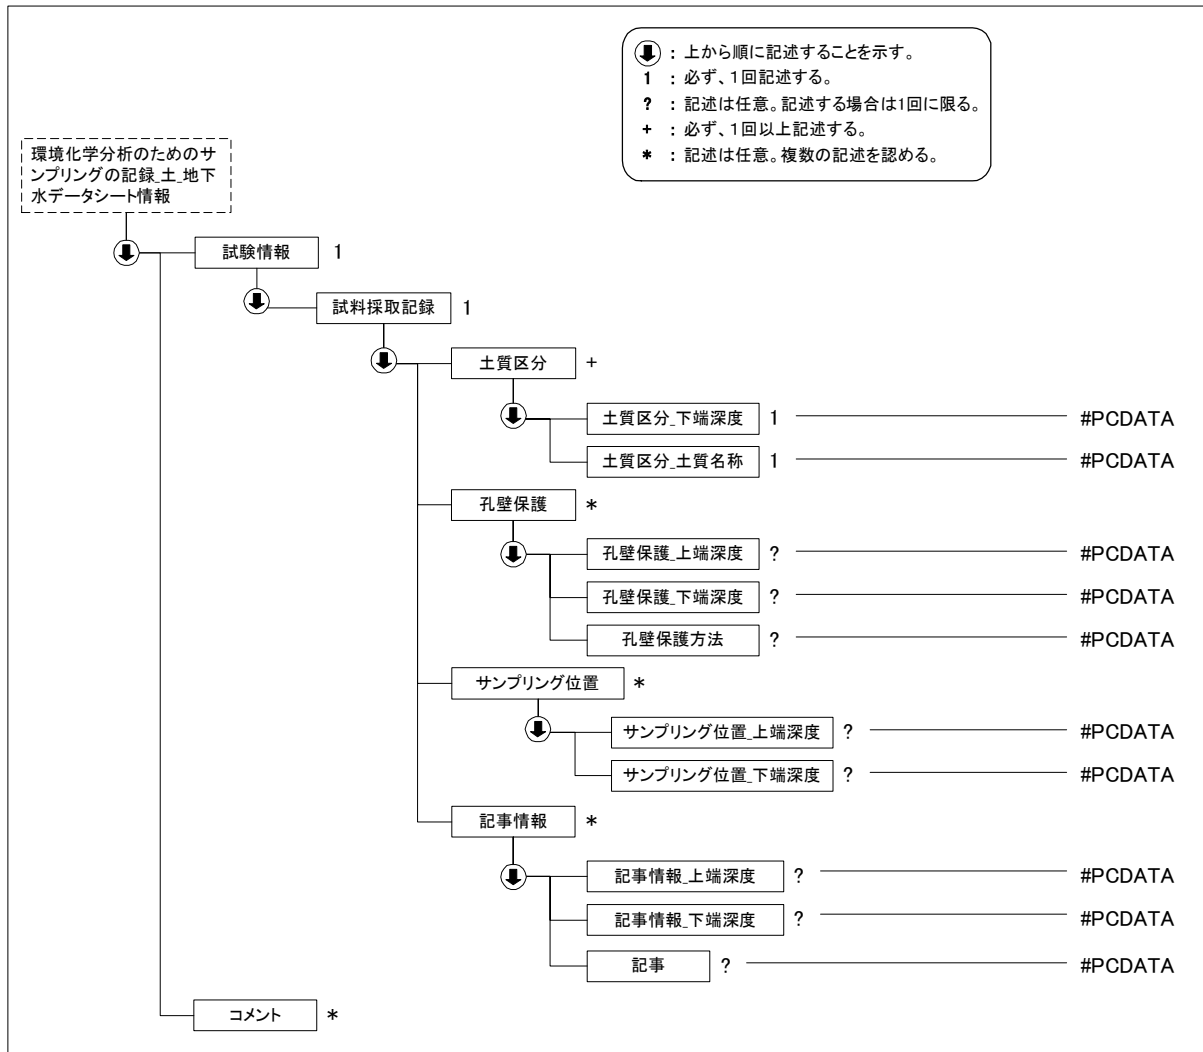 : 上から順に記述することを示す。
1 : 必ず、1回記述する。
? : 記述は任意。記述する場合は1回に限る。
+ : 必ず、1回以上記述する。
* : 記述は任意。複数の記述を認める。
環境化学分析のためのサ
ンプリングの記録_土_地下
水データシート情報
試験情報 1
試料採取記録 1
土質区分 +
土質区分_下端深度 1 #PCDATA
土質区分_土質名称 1 #PCDATA
孔壁保護 *
孔壁保護_上端深度 ? #PCDATA
孔壁保護_下端深度 ? #PCDATA
孔壁保護方法 ? #PCDATA
サンプリング位置 *
サンプリング位置_上端深度 ? #PCDATA
サンプリング位置_下端深度 ? #PCDATA
記事情報 *
記事情報_上端深度 ? #PCDATA
記事情報_下端深度 ? #PCDATA
記事 ? #PCDATA
コメント *